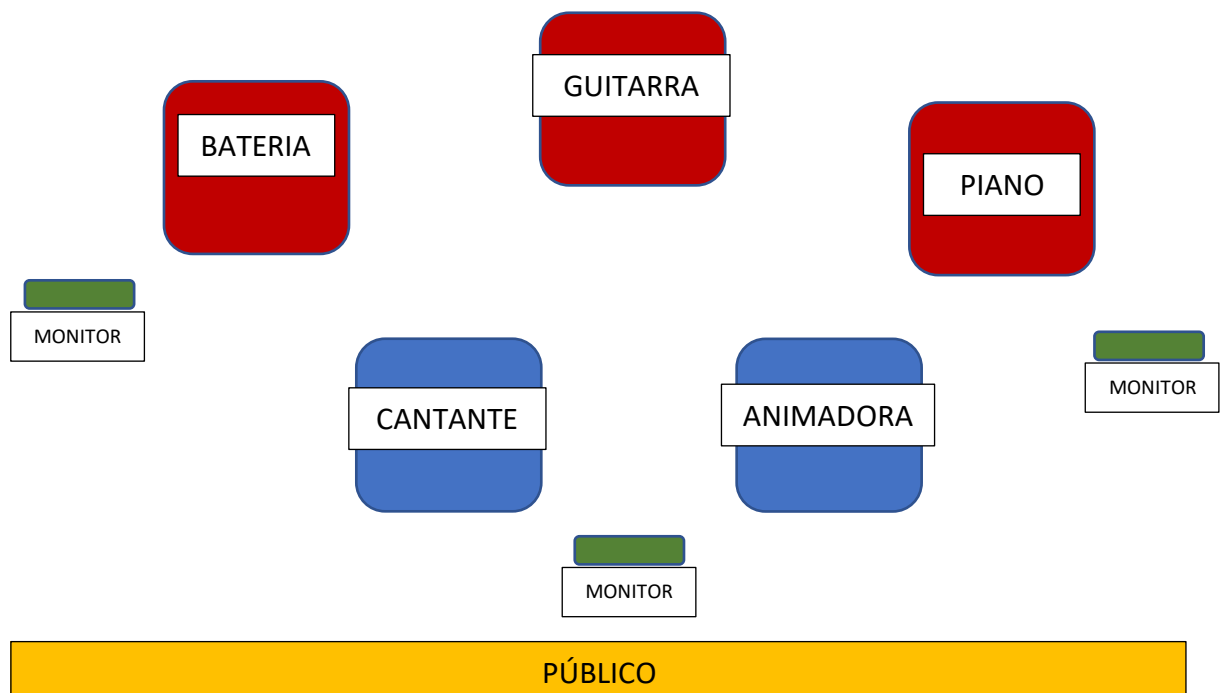 GUITARRA
BATERIA
PIANO
MONITOR
MONITOR
CANTANTE
ANIMADORA
MONITOR
PÚBLICO